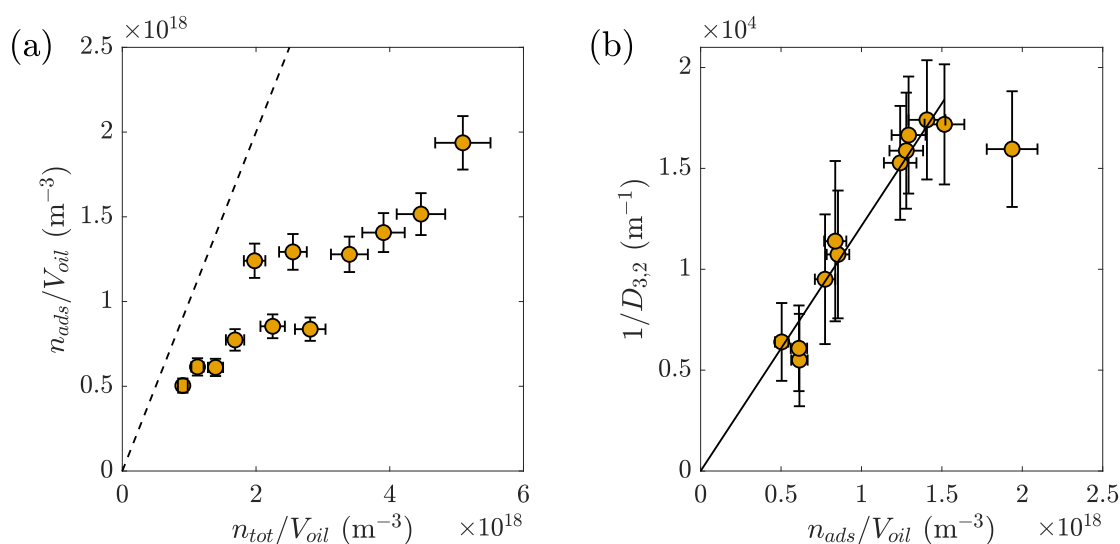 (a)
×10^18
2.5
2
1.5
1
0.5
0
n_ads/V_oil (m^−3)
0 2 4 6
n_tot/V_oil (m^−3) ×10^18
(b)
×10^4
2
1.5
1
0.5
0
1/D_3,2 (m^−1)
0 0.5 1 1.5 2 2.5
n_ads/V_oil (m^−3) ×10^18